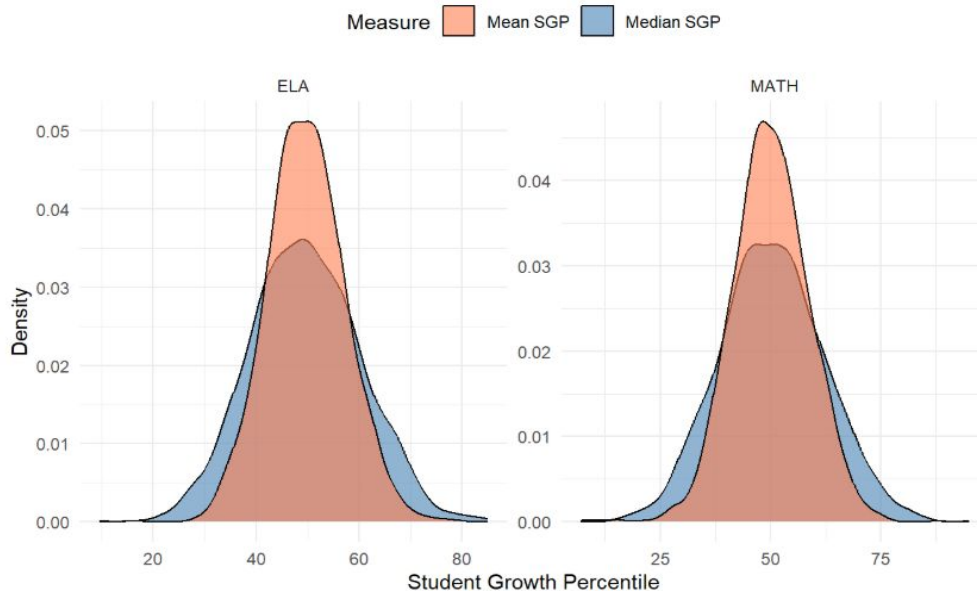 Measure Mean SGP Median SGP
ELA
MATH
0.05
0.04
0.03
0.02
0.01
0.00
0.04
0.03
0.02
0.01
0.00
Density
20 40 60 80
25 50 75
Student Growth Percentile